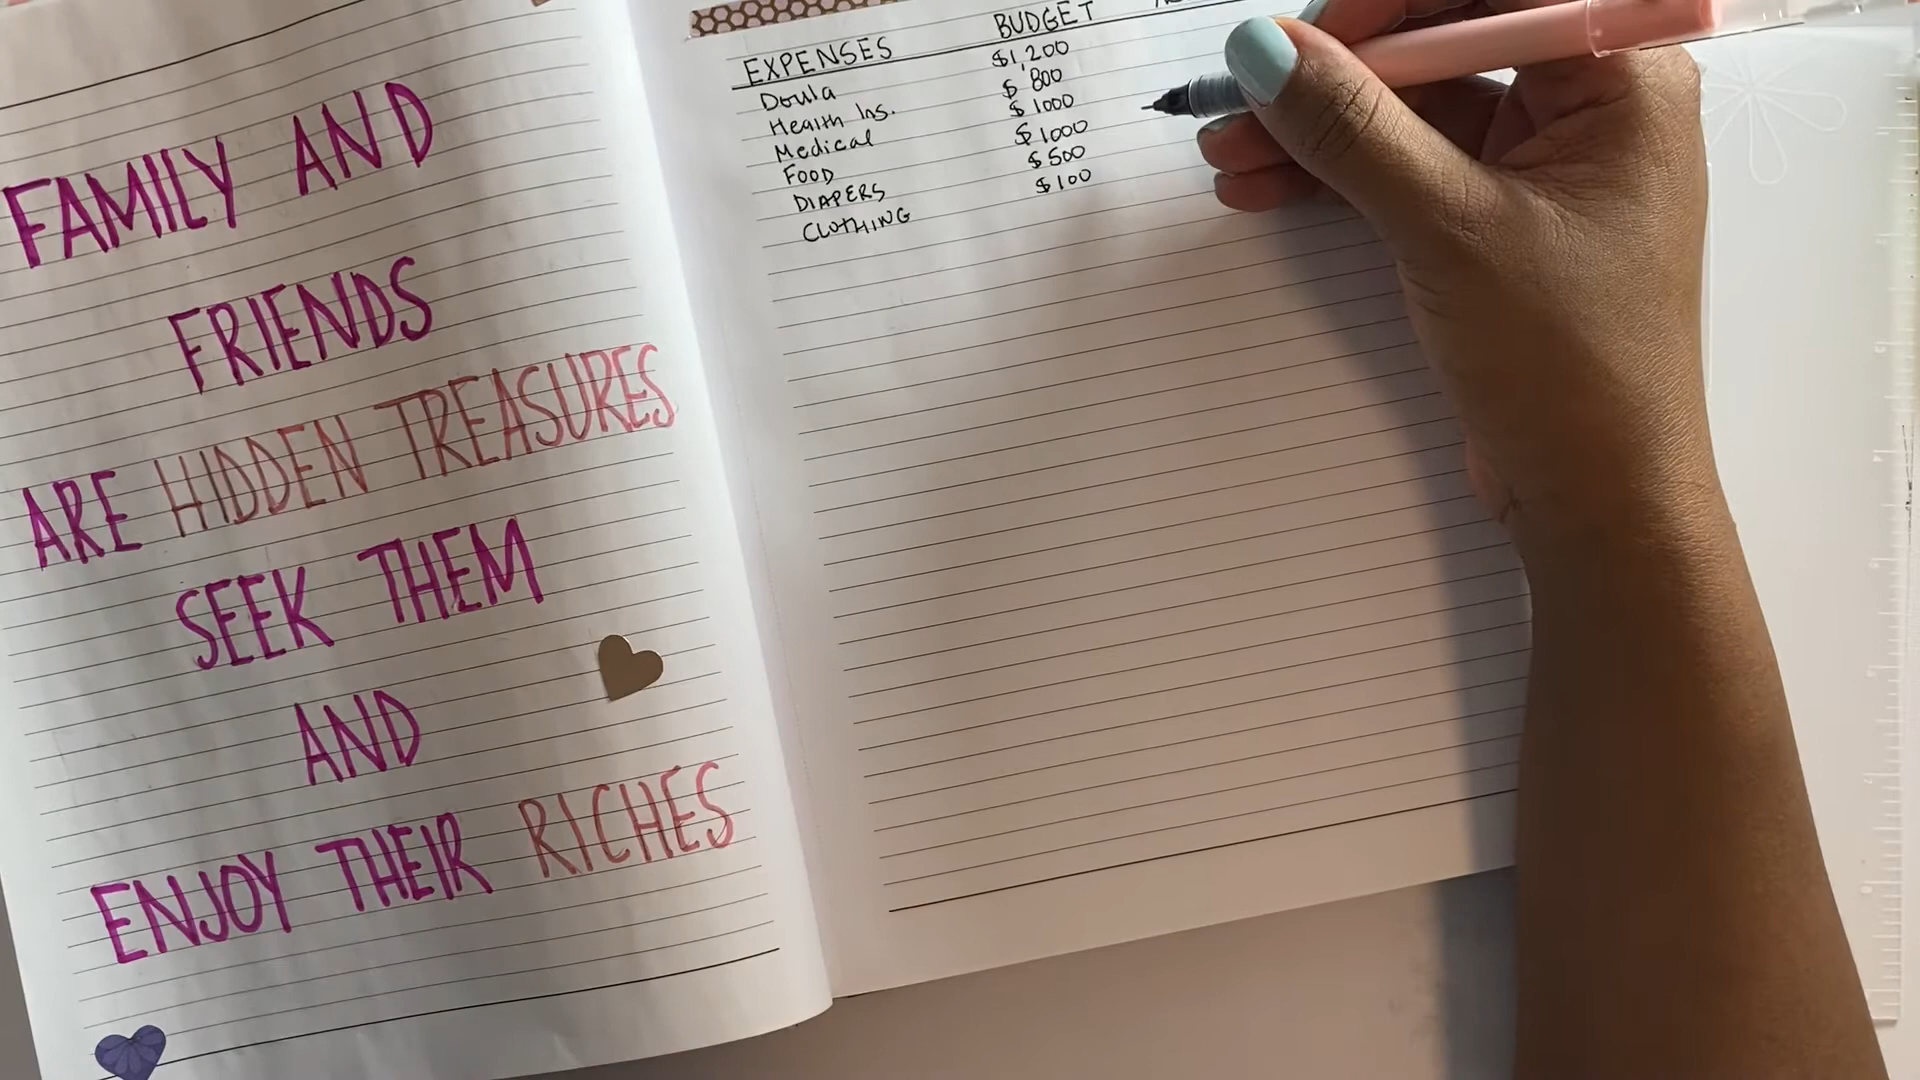 FAMILY AND
FRIENDS
ARE HIDDEN TREASURES
SEEK THEM
AND
ENJOY THEIR RICHES
EXPENSES BUDGET
Doula $1,200
Health Ins. $800
Medical $1000
FOOD $1000
DIAPERS $500
CLOTHING $100